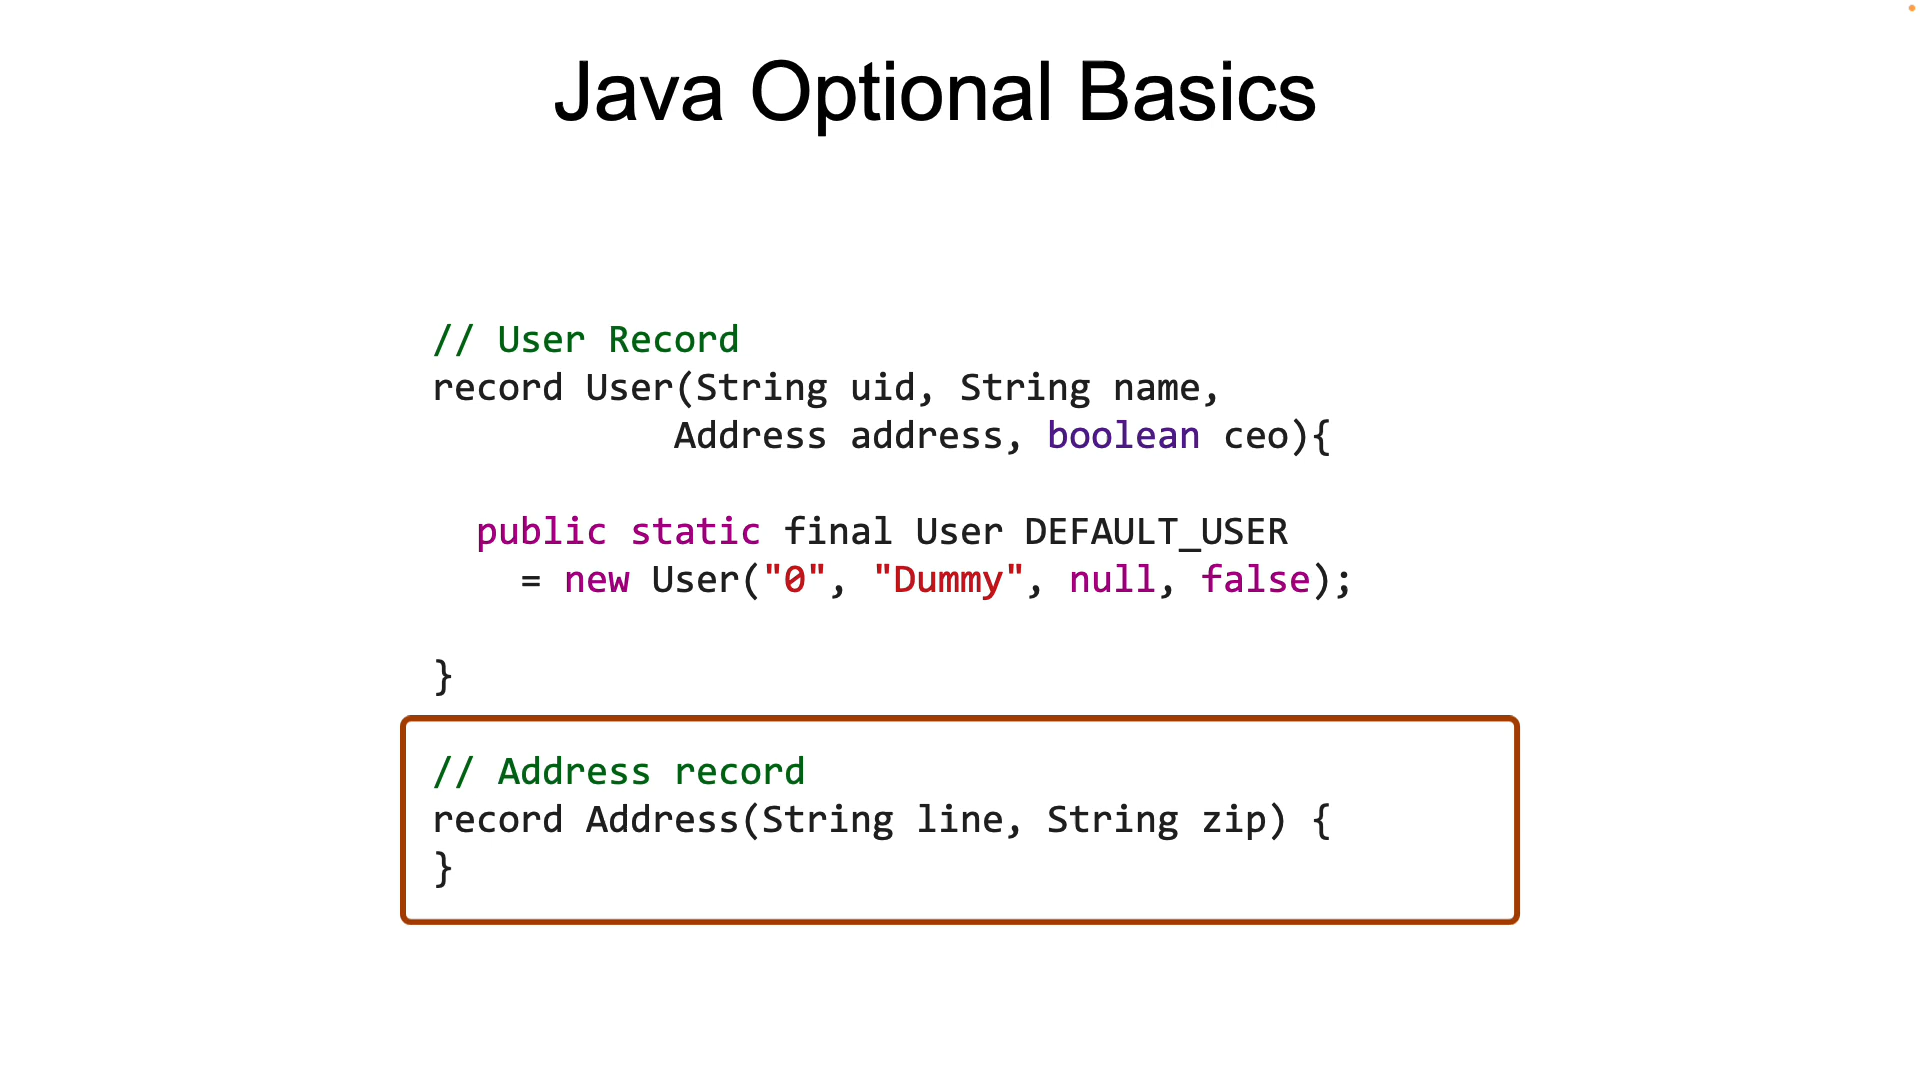 Java Optional Basics
// User Record
record User(String uid, String name,
Address address, boolean ceo){
public static final User DEFAULT_USER
= new User("0", "Dummy", null, false);
}
// Address record
record Address(String line, String zip) {
}